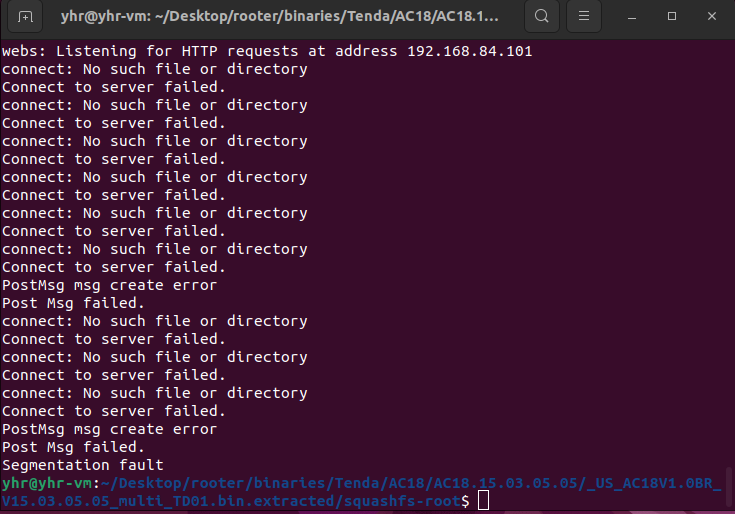 yhr@yhr-vm: ~/Desktop/rooter/binaries/Tenda/AC18/AC18.1...
webs: Listening for HTTP requests at address 192.168.84.101
connect: No such file or directory
Connect to server failed.
connect: No such file or directory
Connect to server failed.
connect: No such file or directory
Connect to server failed.
connect: No such file or directory
Connect to server failed.
connect: No such file or directory
Connect to server failed.
connect: No such file or directory
Connect to server failed.
PostMsg msg create error
Post Msg failed.
connect: No such file or directory
Connect to server failed.
connect: No such file or directory
Connect to server failed.
connect: No such file or directory
Connect to server failed.
PostMsg msg create error
Post Msg failed.
Segmentation fault
yhr@yhr-vm:~/Desktop/rooter/binaries/Tenda/AC18/AC18.15.03.05.05/_US_AC18V1.0BR_
V15.03.05.05_multi_TD01.bin.extracted/squashfs-root$